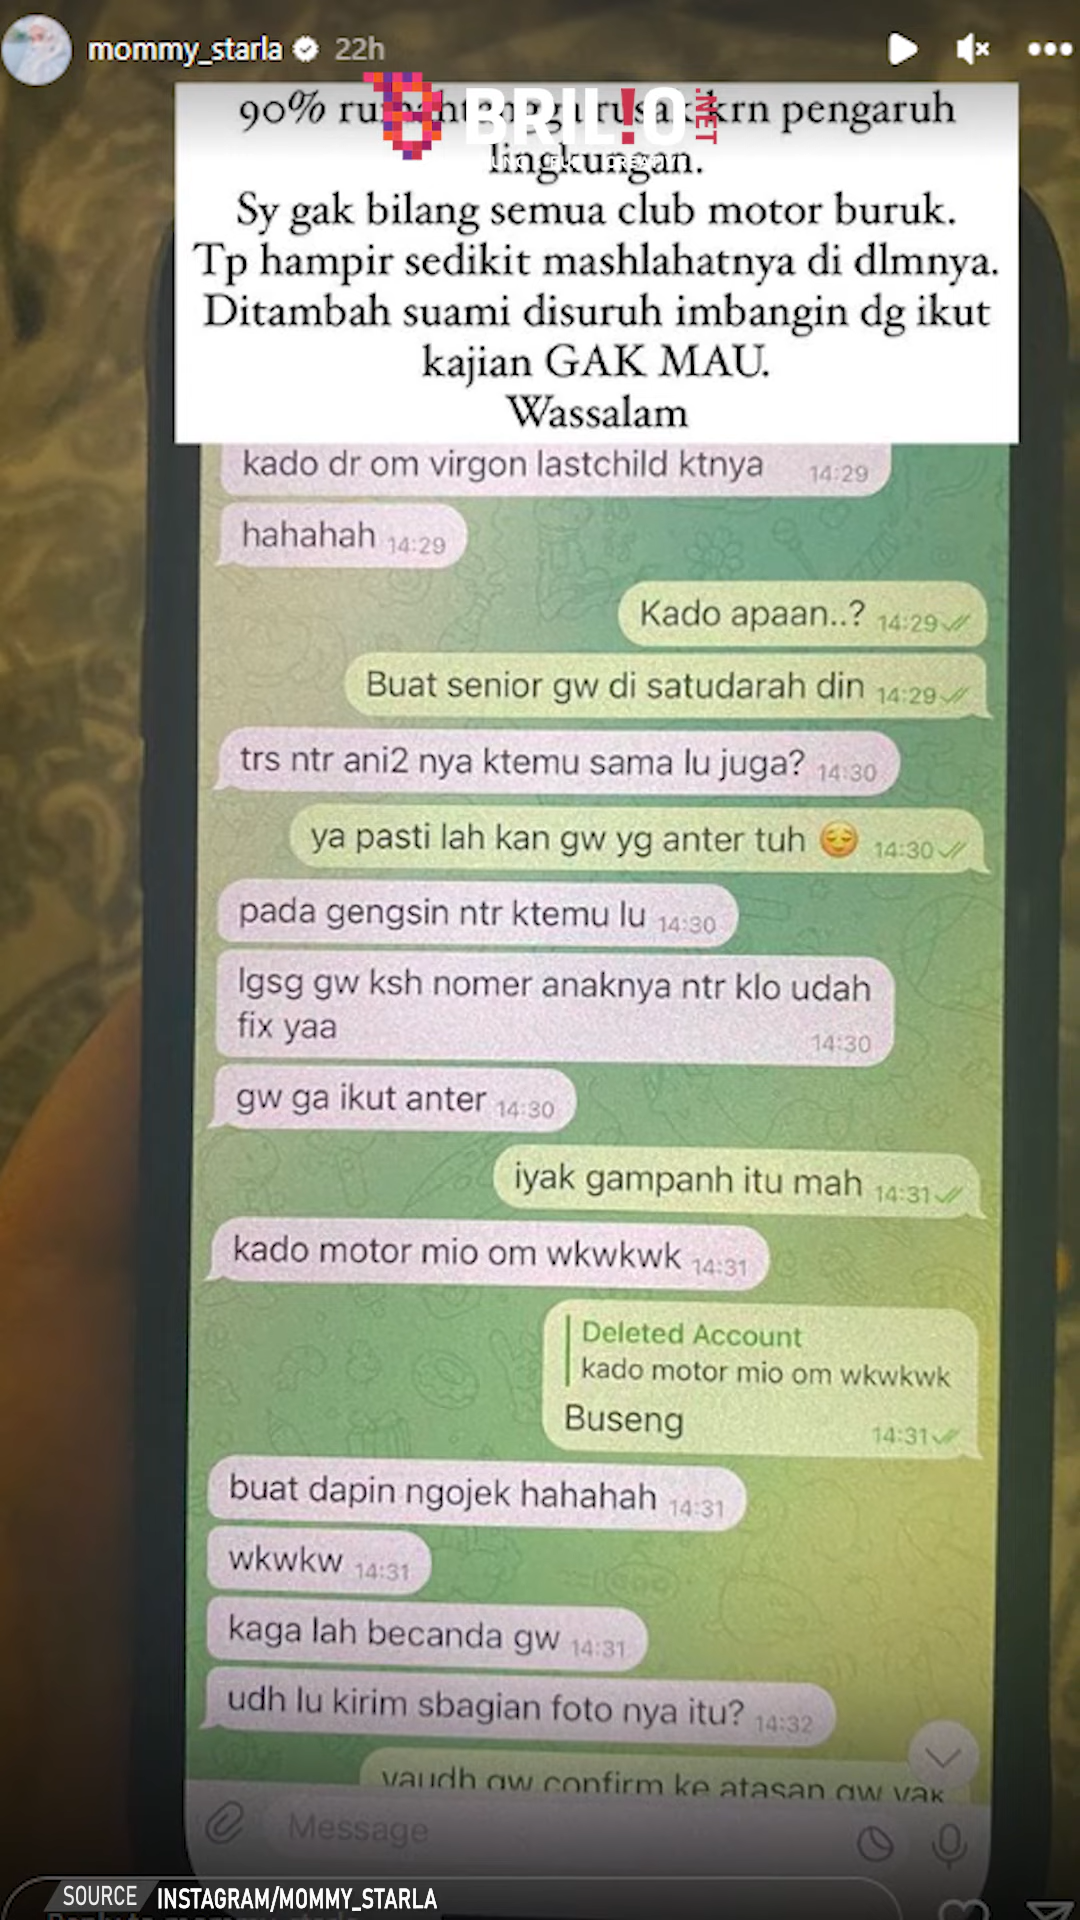 mommy_starla 22h
90% krn pengaruh
BRIL!O.NET
lingkungan.
Sy gak bilang semua club motor buruk.
Tp hampir sedikit mashlahatnya di dlmnya.
Ditambah suami disuruh imbangin dg ikut
kajian GAK MAU.
Wassalam
kado dr om virgon lastchild ktnya 14:29
hahahah 14:29
Kado apaan..? 14:29
Buat senior gw di satudarah din 14:29
trs ntr ani2 nya ktemu sama lu juga? 14:30
ya pasti lah kan gw yg anter tuh 😌 14:30
pada gengsin ntr ktemu lu 14:30
lgsg gw ksh nomer anaknya ntr klo udah
fix yaa 14:30
gw ga ikut anter 14:30
iyak gampanh itu mah 14:31
kado motor mio om wkwkwk 14:31
Deleted Account
kado motor mio om wkwkwk
Buseng 14:31
buat dapin ngojek hahahah 14:31
wkwkw 14:31
kaga lah becanda gw 14:31
udh lu kirim sbagian foto nya itu? 14:32
yaudh gw confirm ke atasan gw yak
Message
SOURCE INSTAGRAM/MOMMY_STARLA